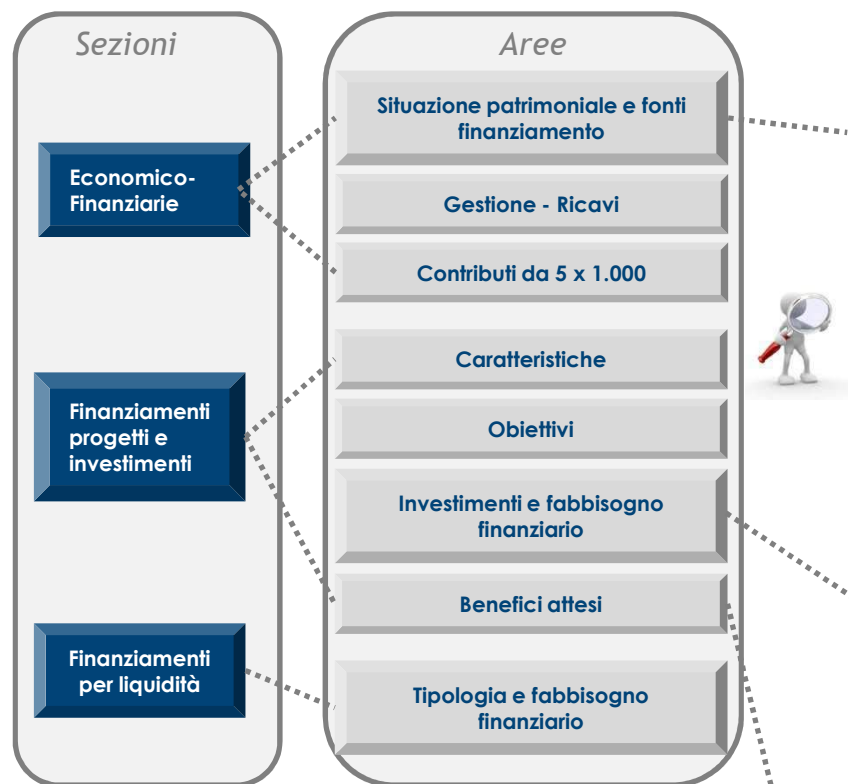 Sezioni
Economico-
Finanziarie
Finanziamenti
progetti e
investimenti
Finanziamenti
per liquidità
Aree
Situazione patrimoniale e fonti
finanziamento
Gestione - Ricavi
Contributi da 5 x 1.000
Caratteristiche
Obiettivi
Investimenti e fabbisogno
finanziario
Benefici attesi
Tipologia e fabbisogno
finanziario